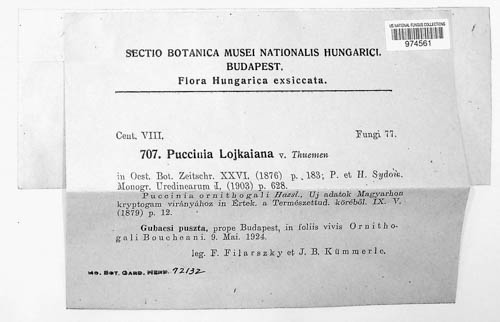 US NATIONAL FUNGUS COLLECTIONS
974561
SECTIO BOTANICA MUSEI NATIONALIS HUNGARICI.
BUDAPEST.
Flora Hungarica exsiccata.
Cent. VIII. Fungi 77.
707. Puccinia Lojkaiana v. Thuemen
in Oest. Bot. Zeitschr. XXVI. (1876) p. 183; P. et H. Sydow.
Monogr. Uredinearum I, (1903) p. 628.
Puccinia ornithogali Hazsl., Uj adatok Magyarhon
kryptogam virányához in Értek. a Természettud. köréből. IX. V.
(1879) p. 12.
Gubacsi puszta, prope Budapest, in foliis vivis Ornitho-
gali Boucheani. 9. Mai. 1924.
leg. F. Filarszky et J. B. Kümmerle.
MO. BOT. GARD. HERB. 72132